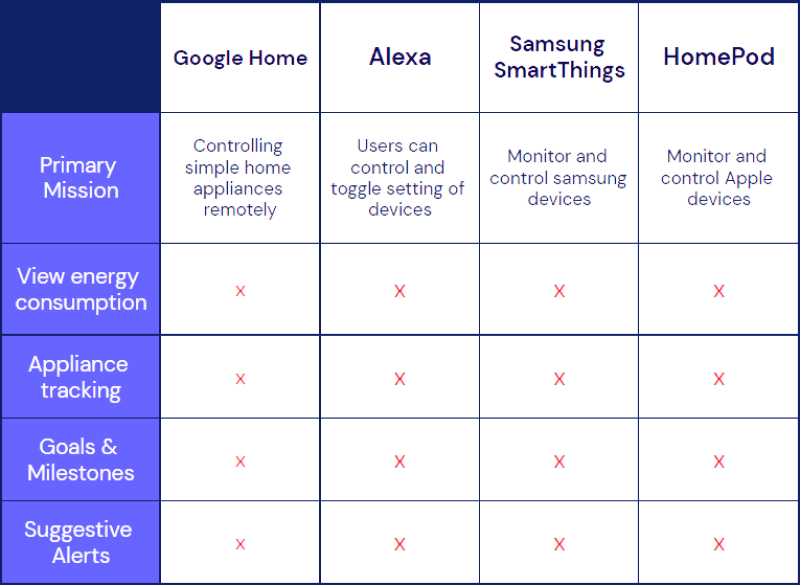 Google Home
Alexa
Samsung
SmartThings
HomePod
Primary
Mission
Controlling
simple home
appliances
remotely
Users can
control and
toggle setting of
devices
Monitor and
control samsung
devices
Monitor and
control Apple
devices
View energy
consumption
x
X
X
X
Appliance
tracking
x
X
X
X
Goals &
Milestones
x
X
X
X
Suggestive
Alerts
x
X
X
X